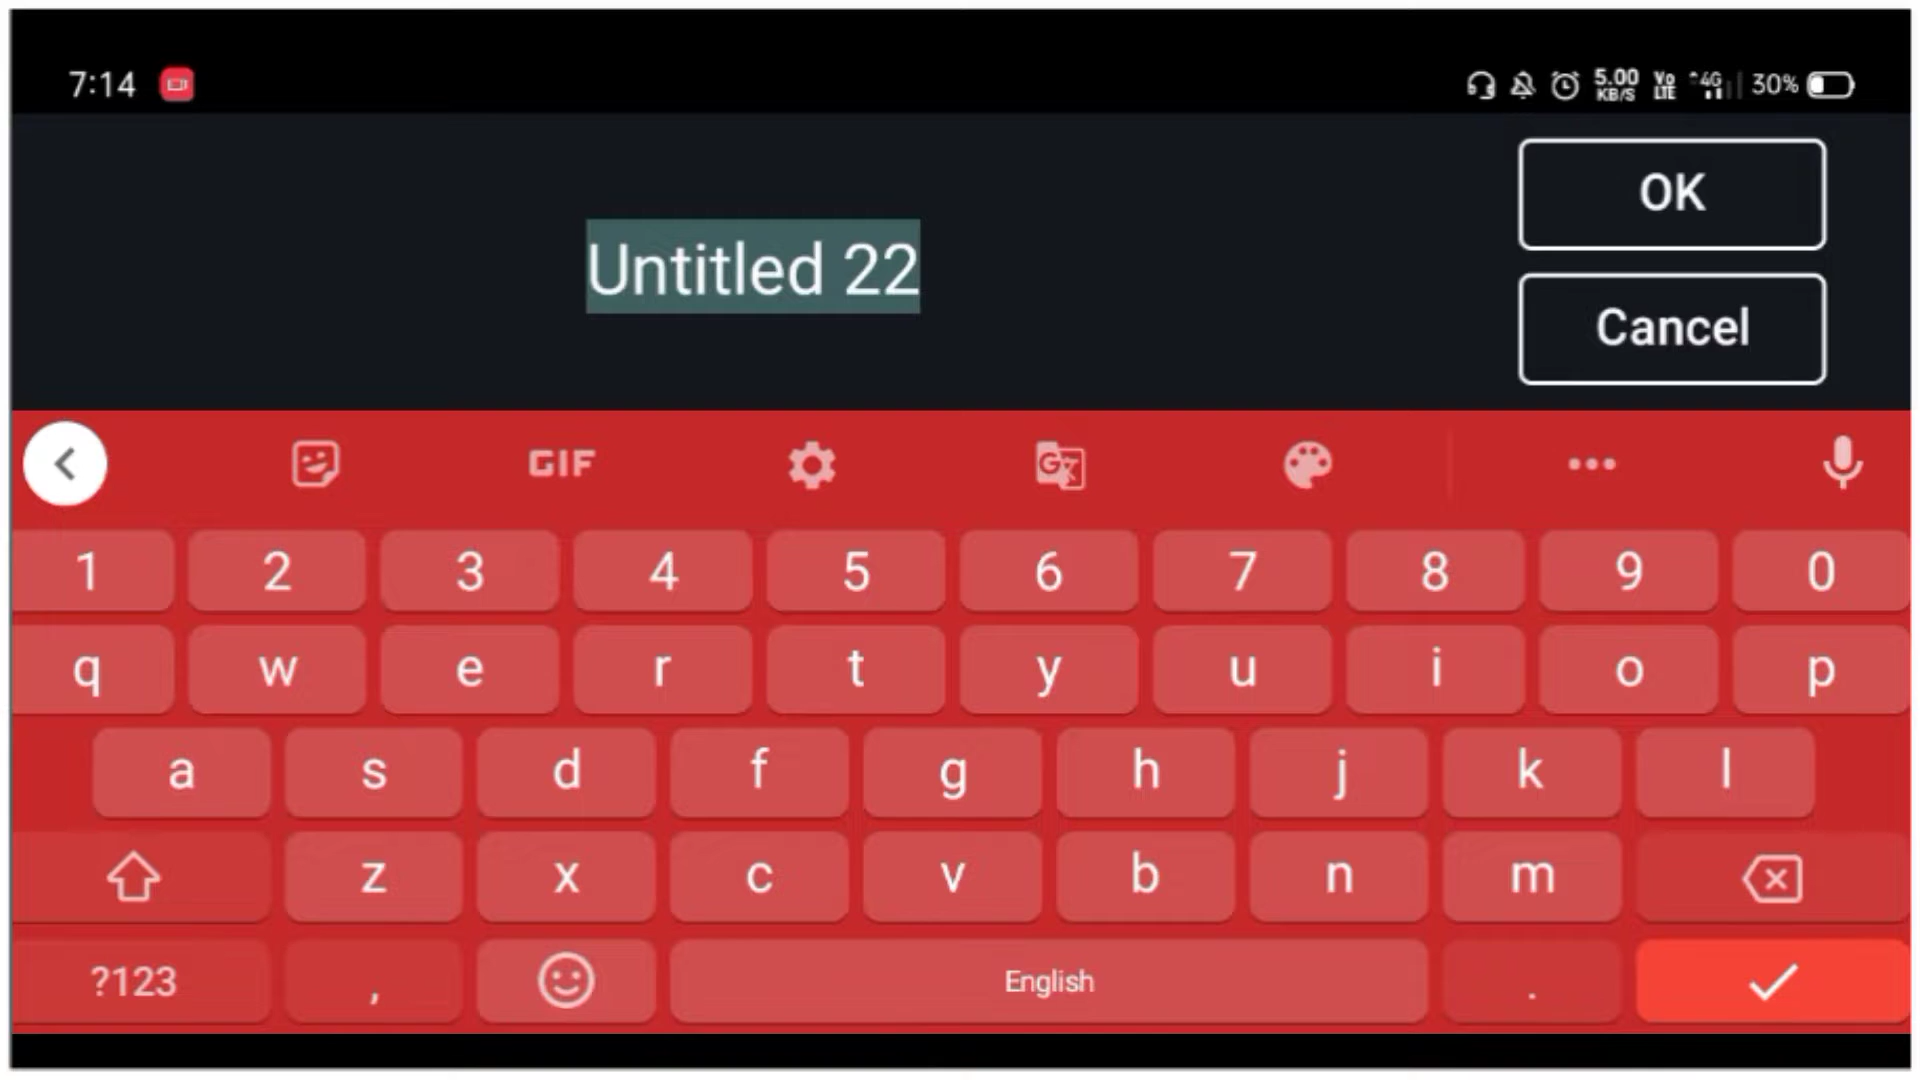 7:14 5.00 KB/S Vo LTE 4G 30%
OK
Untitled 22
Cancel
GIF G
1 2 3 4 5 6 7 8 9 0
q w e r t y u i o p
a s d f g h j k l
z x c v b n m
?123 , English .